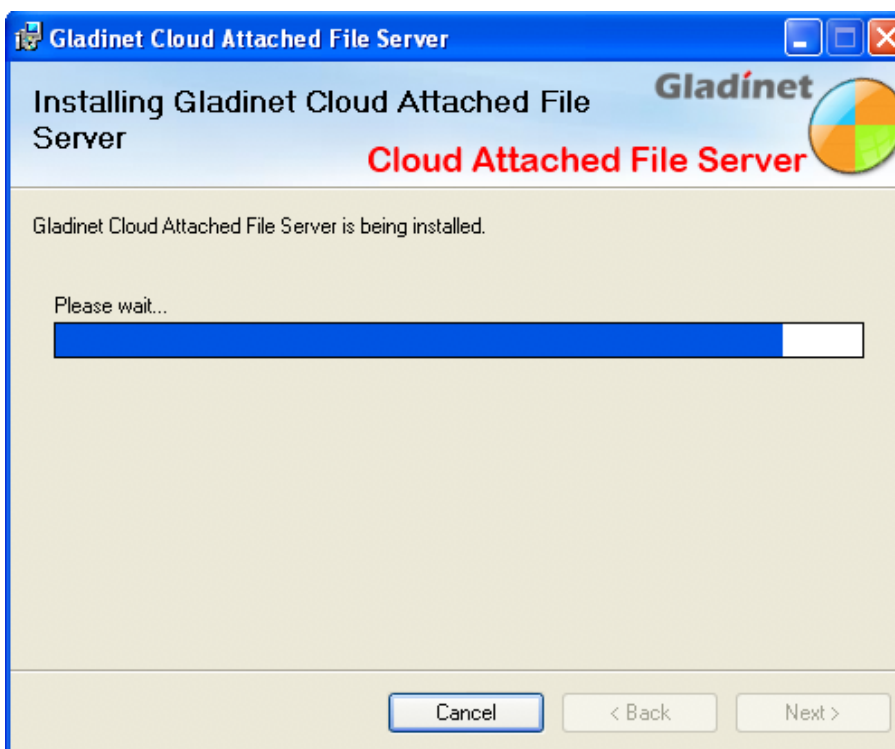 Gladinet Cloud Attached File Server
Gladinet
Installing Gladinet Cloud Attached File
Server
Cloud Attached File Server
Gladinet Cloud Attached File Server is being installed.
Please wait...
Cancel
< Back
Next >